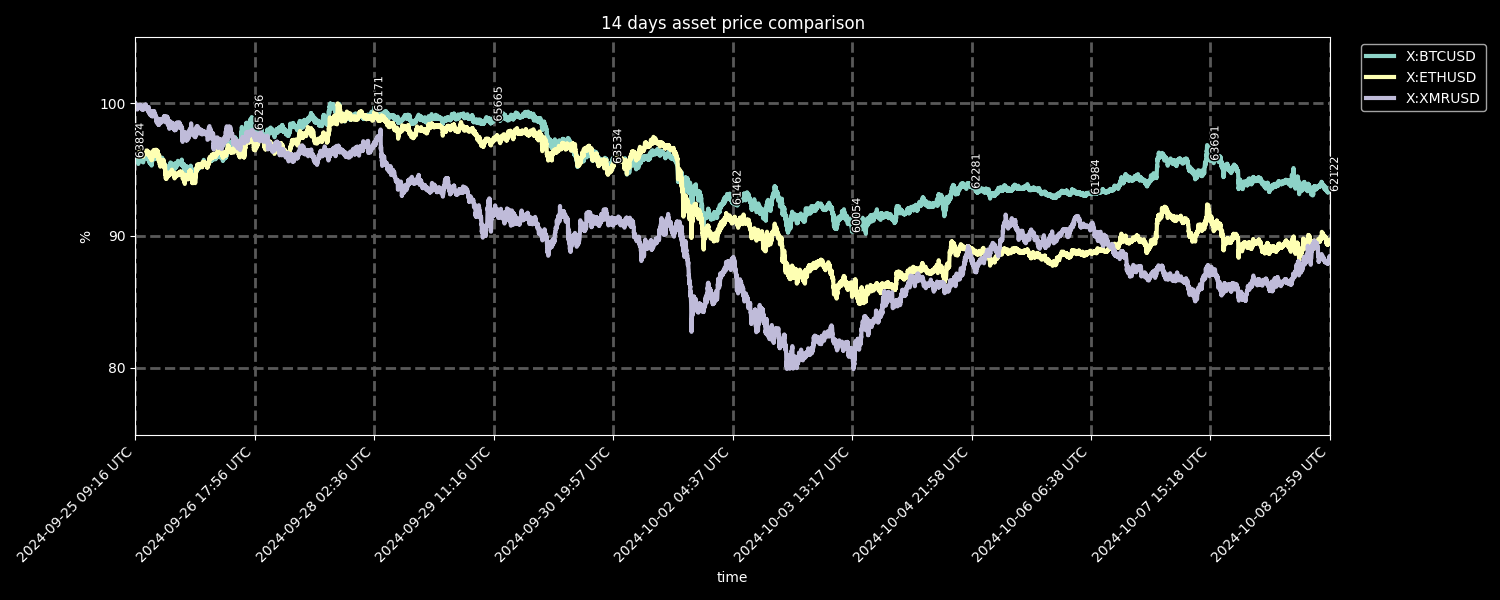 14 days asset price comparison
X:BTCUSD
X:ETHUSD
X:XMRUSD
100
90
80
%
63824
65236
66171
65665
63534
61462
60054
62281
61984
63691
62122
2024-09-25 09:16 UTC
2024-09-26 17:56 UTC
2024-09-28 02:36 UTC
2024-09-29 11:16 UTC
2024-09-30 19:57 UTC
2024-10-02 04:37 UTC
2024-10-03 13:17 UTC
2024-10-04 21:58 UTC
2024-10-06 06:38 UTC
2024-10-07 15:18 UTC
2024-10-08 23:59 UTC
time